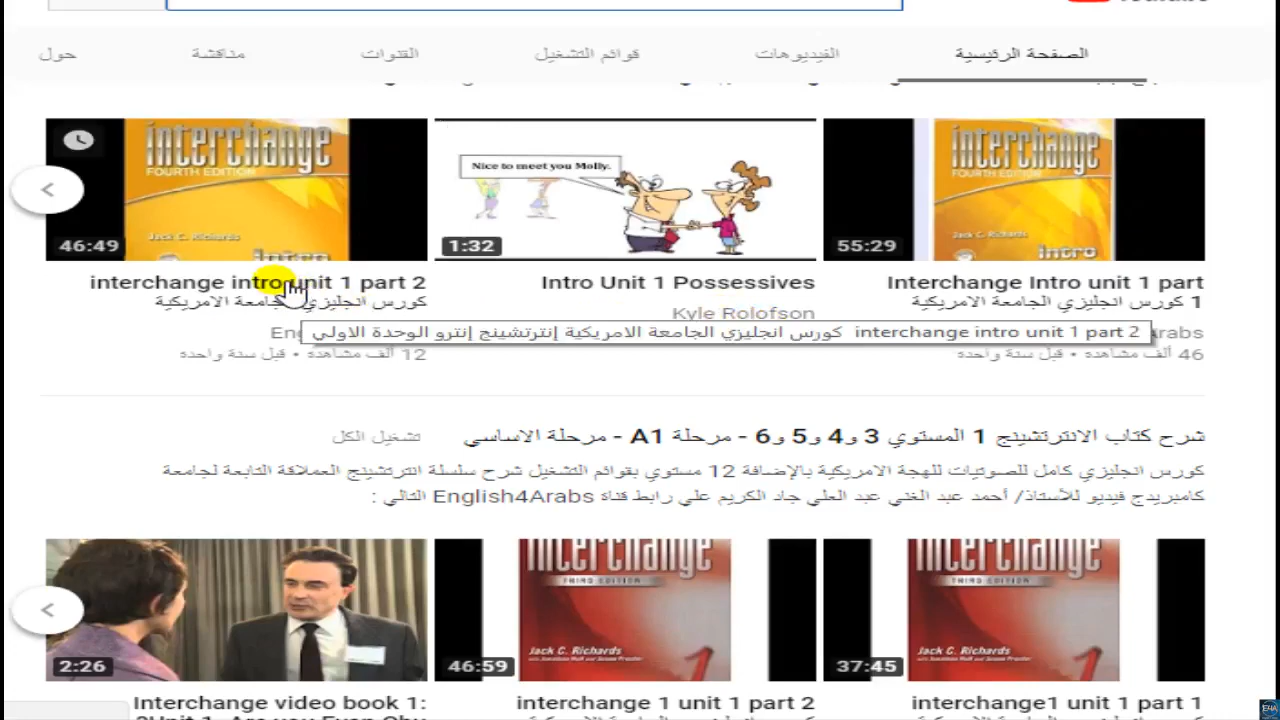 الصفحة الرئيسية
الفيديوهات
قوائم التشغيل
القنوات
مناقشة
حول
interchange
FOURTH EDITION
Jack C. Richards
intro
46:49
Nice to meet you Molly.
1:32
interchange
FOURTH EDITION
Jack C. Richards
intro
55:29
Interchange Intro unit 1 part
1 كورس انجليزي الجامعة الامريكية
46 ألف مشاهدة • قبل سنة واحدة
Intro Unit 1 Possessives
Kyle Rolofson
interchange intro unit 1 part 2
كورس انجليزي الجامعة الامريكية
12 ألف مشاهدة • قبل سنة واحدة
interchange intro unit 1 part 2 كورس انجليزي الجامعة الامريكية إنترتشينج إنترو الوحدة الاولي
شرح كتاب الانترتشينج 1 المستوي 3 و4 و5 و6 - مرحلة A1 - مرحلة الاساسي
تشغيل الكل
كورس انجليزي كامل للصوتيات للهجة الامريكية بالإضافة 12 مستوي بقوائم التشغيل شرح سلسلة انترتشينج العملاقة التابعة لجامعة
كامبريدج فيديو للأستاذ/ أحمد عبد الغني عبد العلي جاد الكريم علي رابط قناة English4Arabs التالي :
interchange
THIRD EDITION
Jack C. Richards
1
37:45
interchange
THIRD EDITION
Jack C. Richards
1
46:59
2:26
interchange1 unit 1 part 1
interchange 1 unit 1 part 2
Interchange video book 1: